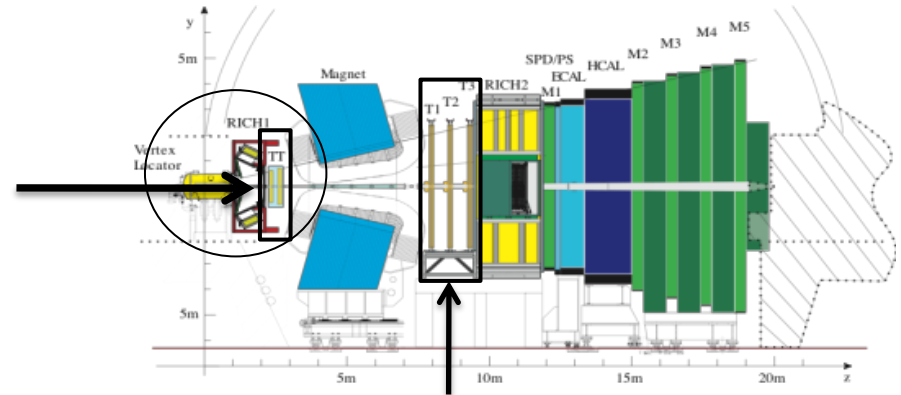 y
5m
Magnet
RICH1
Vertex
Locator
TT
T1
T2
T3
RICH2
SPD/PS
ECAL
HCAL
M1
M2
M3
M4
M5
5m
5m
10m
15m
20m
z